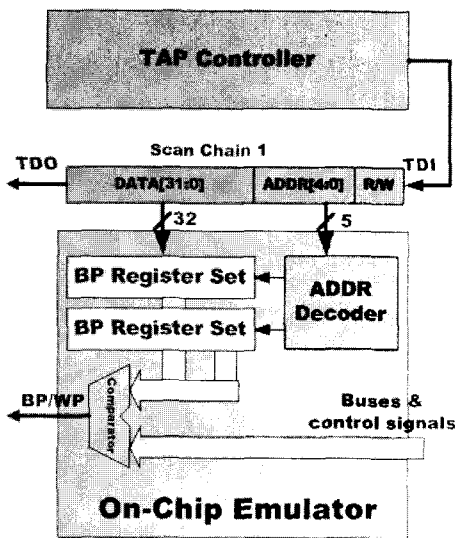 TAP Controller
Scan Chain 1
TDO
TDI
DATA[31:0]
ADDR[4:0]
R/W
32
5
BP Register Set
BP Register Set
ADDR
Decoder
BP/WP
Comparator
Buses &
control signals
On-Chip Emulator